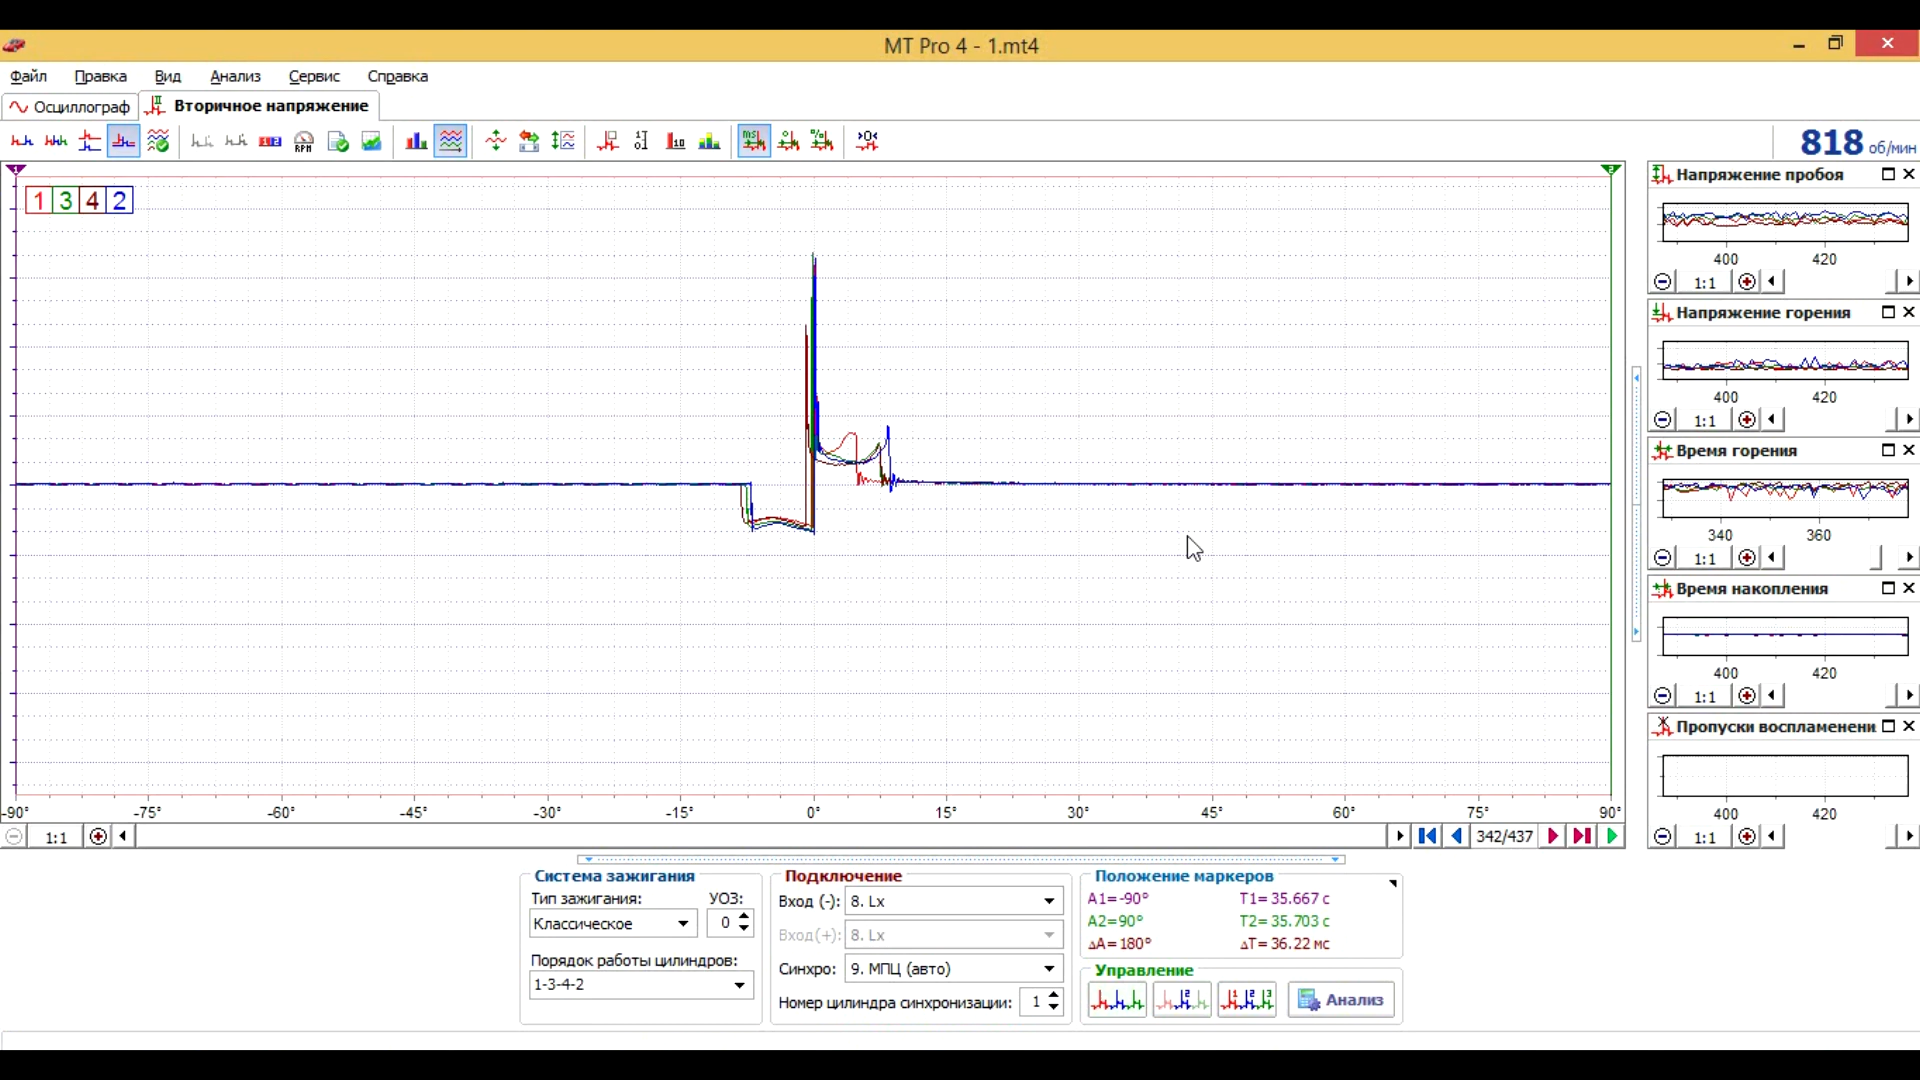 MT Pro 4 - 1.mt4
Файл Правка Вид Анализ Сервис Справка
Осциллограф Вторичное напряжение
818 об/мин
1 3 4 2
-90° -75° -60° -45° -30° -15° 0° 15° 30° 45° 60° 75° 90°
1:1 342/437
Напряжение пробоя
400 420
1:1
Напряжение горения
400 420
1:1
Время горения
340 360
1:1
Время накопления
400 420
1:1
Пропуски воспламенени
400 420
1:1
Система зажигания
Тип зажигания: УОЗ:
Классическое 0
Порядок работы цилиндров:
1-3-4-2
Подключение
Вход (-): 8. Lx
Вход(+): 8. Lx
Синхро: 9. МПЦ (авто)
Номер цилиндра синхронизации: 1
Положение маркеров
A1=-90° T1= 35.667 с
A2=90° T2= 35.703 с
ΔA= 180° ΔT= 36.22 мс
Управление
Анализ